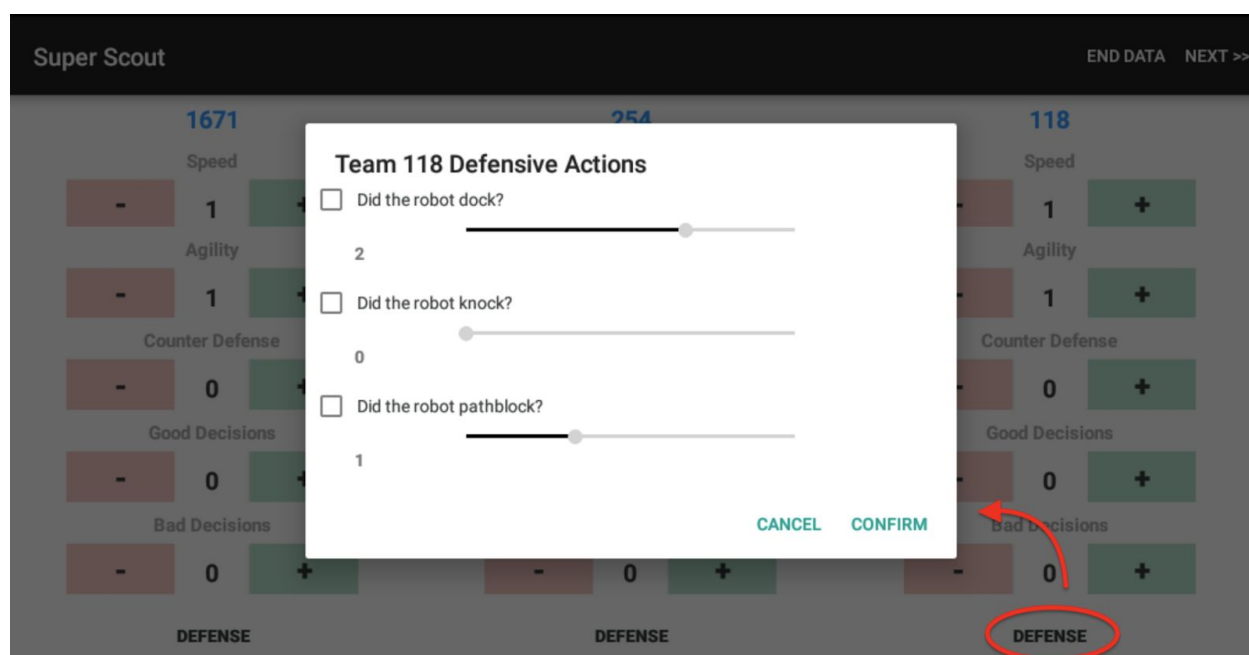 Super Scout END DATA NEXT >>
1671 254 118
Team 118 Defensive Actions
Speed Speed
Did the robot dock?
- 1 + - 1 +
2
Agility Agility
Did the robot knock?
- 1 + - 1 +
0
Counter Defense Counter Defense
- 0 + - 0 +
Did the robot pathblock?
Good Decisions Good Decisions
1
- 0 + - 0 +
Bad Decisions CANCEL CONFIRM Bad Decisions
- 0 + - 0 + - 0 +
DEFENSE DEFENSE DEFENSE